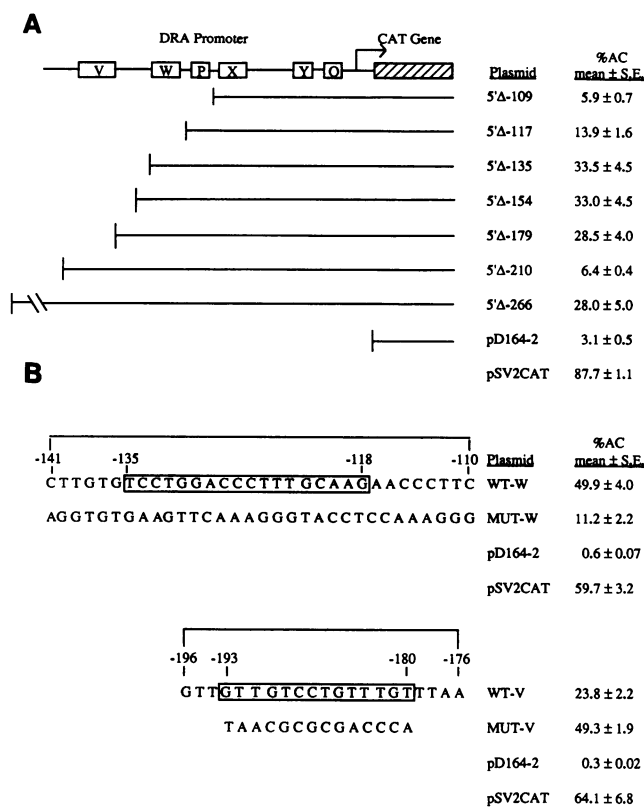 A
DRA Promoter CAT Gene
V W P X Y O
%AC
Plasmid mean ± S.E.
5'Δ-109 5.9 ± 0.7
5'Δ-117 13.9 ± 1.6
5'Δ-135 33.5 ± 4.5
5'Δ-154 33.0 ± 4.5
5'Δ-179 28.5 ± 4.0
5'Δ-210 6.4 ± 0.4
5'Δ-266 28.0 ± 5.0
pD164-2 3.1 ± 0.5
pSV2CAT 87.7 ± 1.1
B
%AC
-141 -135 -118 -110 Plasmid mean ± S.E.
CTTGTGTCCTGGACCCTTTGCAAGAACCCTTC WT-W 49.9 ± 4.0
AGGTGTGAAGTTCAAAGGGTACCTCCAAAGGG MUT-W 11.2 ± 2.2
pD164-2 0.6 ± 0.07
pSV2CAT 59.7 ± 3.2
-196 -193 -180 -176
GTTGTTGTCCTGTTTGTTTAA WT-V 23.8 ± 2.2
TAACGCGCGACCCA MUT-V 49.3 ± 1.9
pD164-2 0.3 ± 0.02
pSV2CAT 64.1 ± 6.8